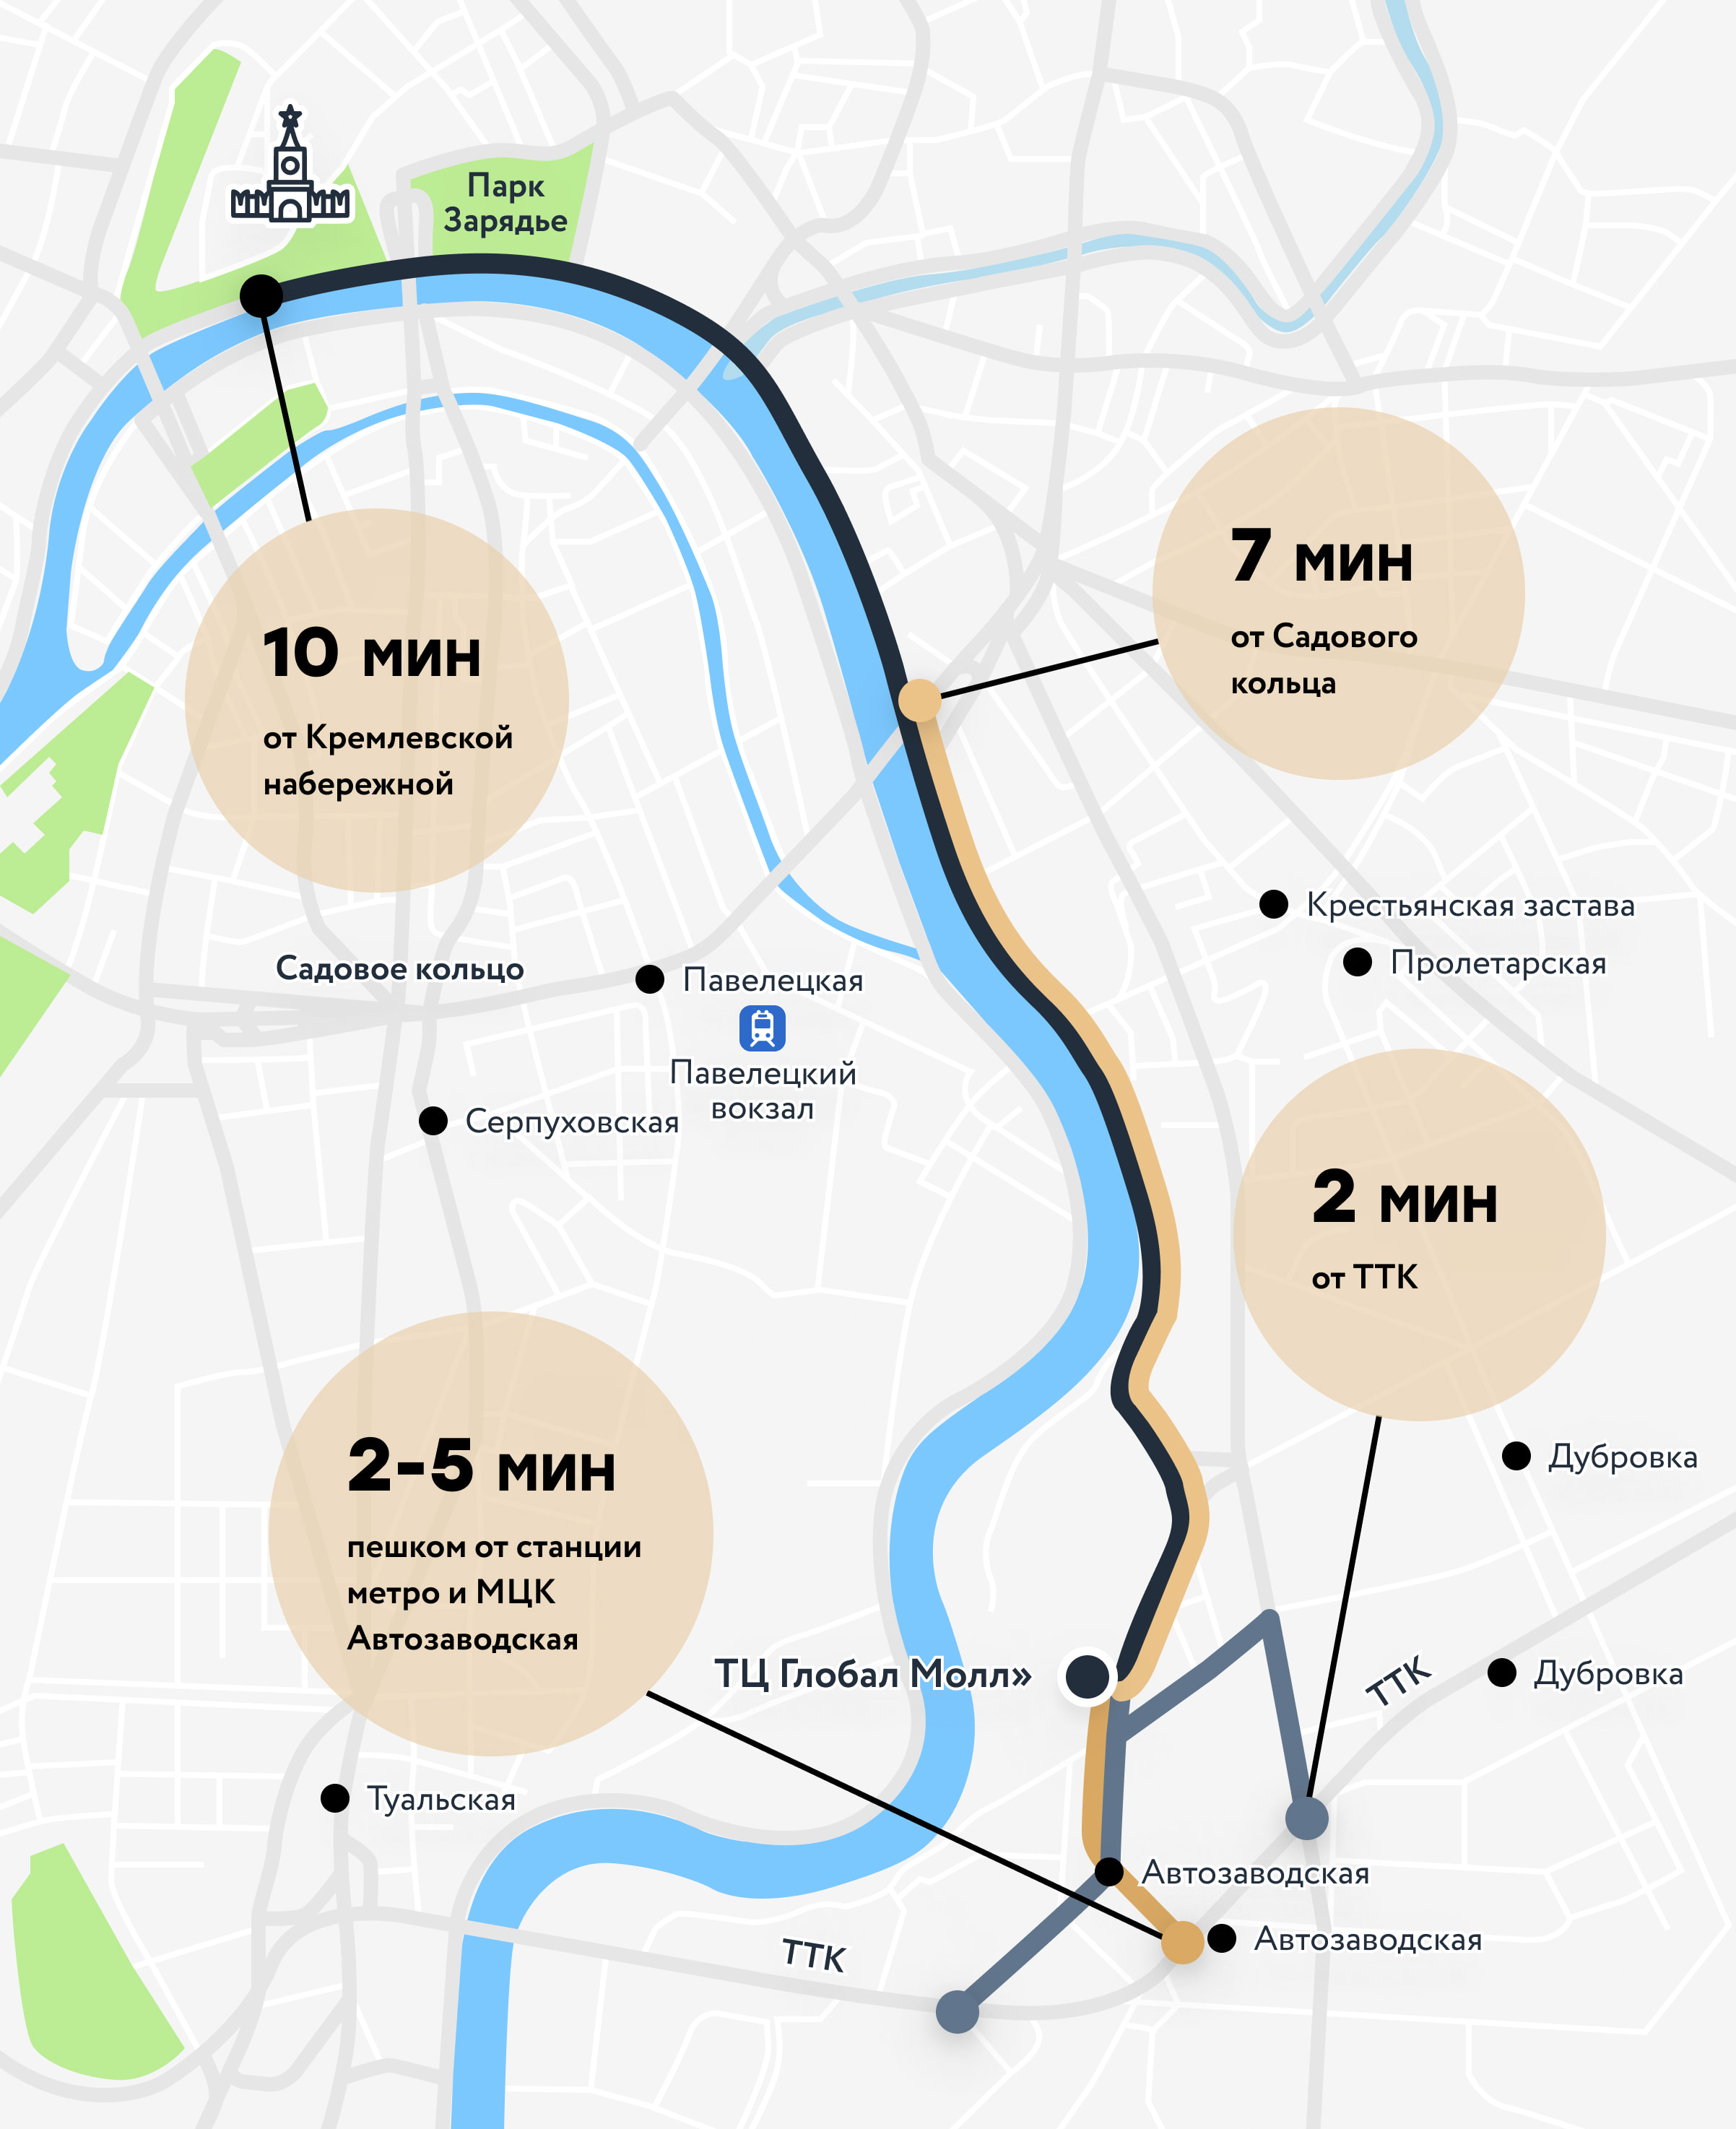 Парк
Зарядье
7 мин
от Садового
кольца
10 мин
от Кремлевской
набережной
Крестьянская застава
Пролетарская
Садовое кольцо
Павелецкая
Павелецкий
вокзал
Серпуховская
2 мин
от ТТК
2-5 мин
пешком от станции
метро и МЦК
Автозаводская
Дубровка
ТЦ Глобал Молл»
ТТК
Дубровка
Туальская
Автозаводская
Автозаводская
ТТК